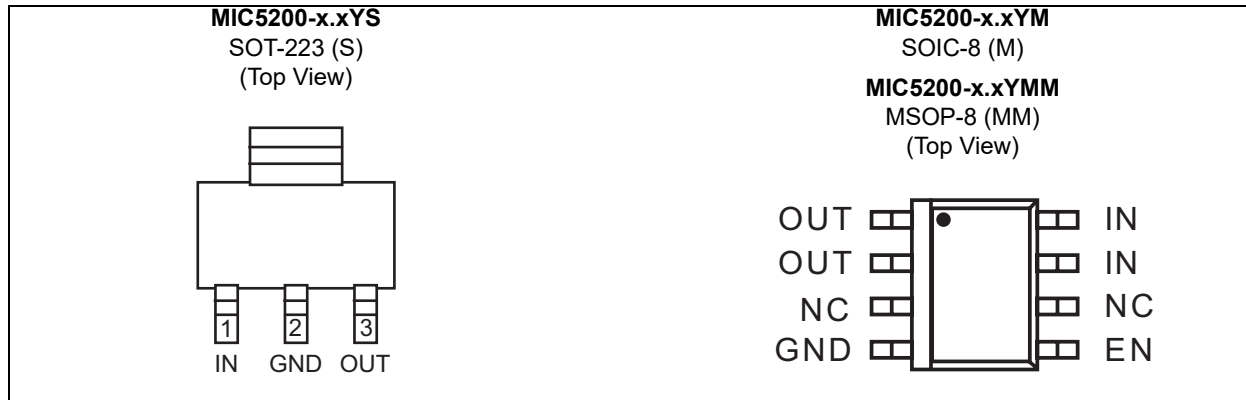 MIC5200-x.xYS
SOT-223 (S)
(Top View)
1 2 3
IN GND OUT
MIC5200-x.xYM
SOIC-8 (M)
MIC5200-x.xYMM
MSOP-8 (MM)
(Top View)
OUT IN
OUT IN
NC NC
GND EN